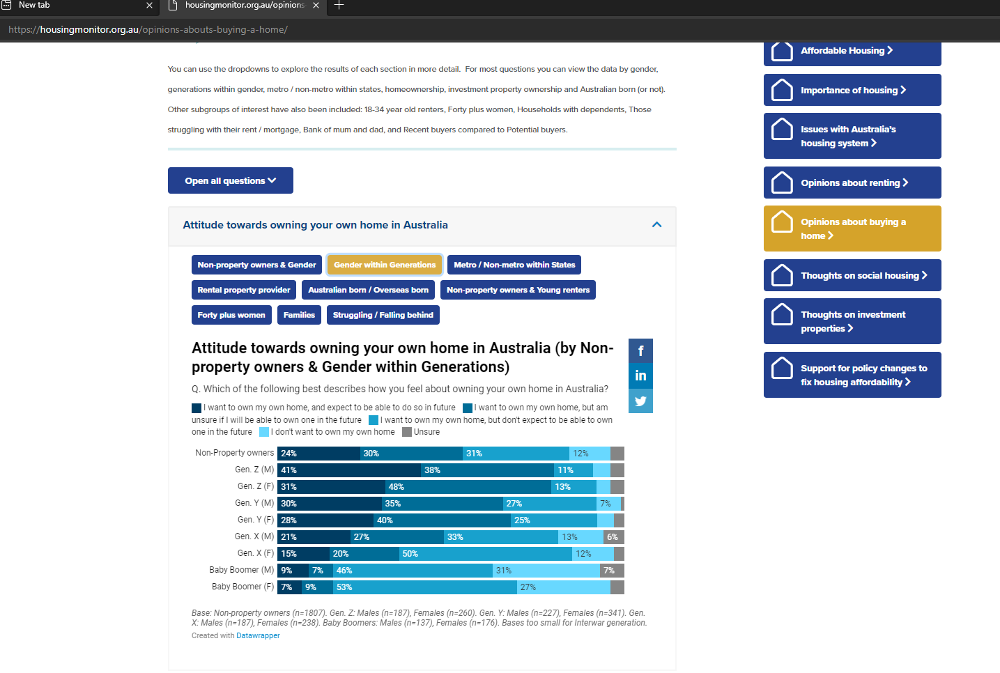 New tab
housingmonitor.org.au/opinions
https://housingmonitor.org.au/opinions-abouts-buying-a-home/
You can use the dropdowns to explore the results of each section in more detail.  For most questions you can view the data by gender,
generations within gender, metro / non-metro within states, homeownership, investment property ownership and Australian born (or not).
Other subgroups of interest have also been included: 18-34 year old renters, Forty plus women, Households with dependents, Those
struggling with their rent / mortgage, Bank of mum and dad, and Recent buyers compared to Potential buyers.
Open all questions
Attitude towards owning your own home in Australia
Non-property owners & Gender
Gender within Generations
Metro / Non-metro within States
Rental property provider
Australian born / Overseas born
Non-property owners & Young renters
Forty plus women
Families
Struggling / Falling behind
Attitude towards owning your own home in Australia (by Non-
property owners & Gender within Generations)
f
in
Q. Which of the following best describes how you feel about owning your own home in Australia?
I want to own my own home, and expect to be able to do so in future I want to own my own home, but am
unsure if I will be able to own one in the future I want to own my own home, but don't expect to be able to own
one in the future I don't want to own my own home Unsure
Non-Property owners 24% 30% 31% 12%
Gen. Z (M) 41% 38% 11%
Gen. Z (F) 31% 48% 13%
Gen. Y (M) 30% 35% 27% 7%
Gen. Y (F) 28% 40% 25%
Gen. X (M) 21% 27% 33% 13% 6%
Gen. X (F) 15% 20% 50% 12%
Baby Boomer (M) 9% 7% 46% 31% 7%
Baby Boomer (F) 7% 9% 53% 27%
Base: Non-property owners (n=1807). Gen. Z: Males (n=187), Females (n=260). Gen. Y: Males (n=227), Females (n=341). Gen.
X: Males (n=187), Females (n=238). Baby Boomers: Males (n=137), Females (n=176). Bases too small for Interwar generation.
Created with Datawrapper
Affordable Housing
Importance of housing
Issues with Australia's
housing system
Opinions about renting
Opinions about buying a
home
Thoughts on social housing
Thoughts on investment
properties
Support for policy changes to
fix housing affordability